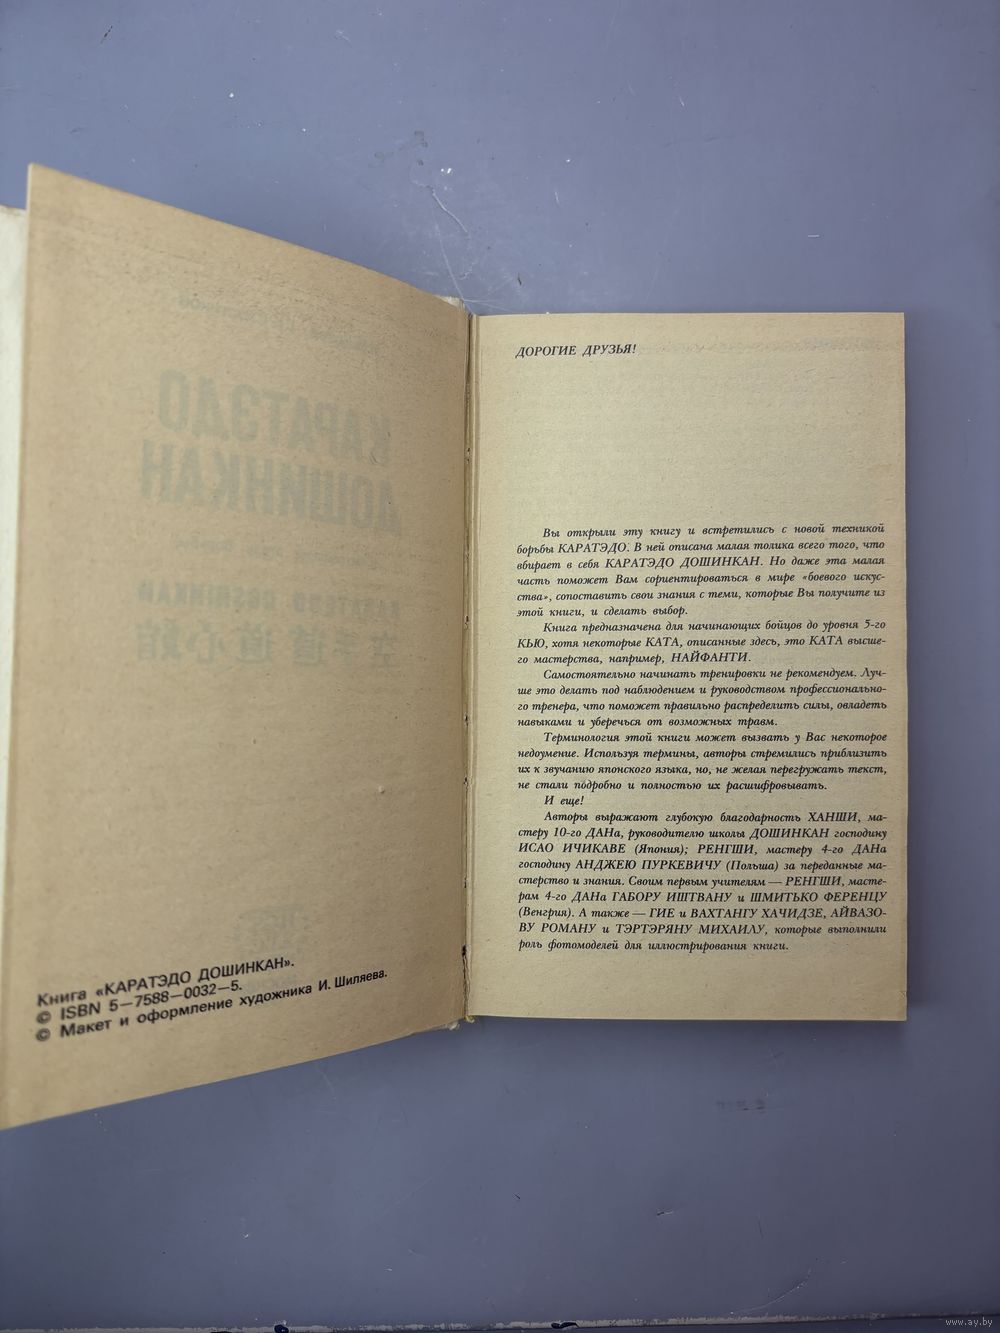 КАРАТЭДО
ДОШИНКАН
Книга «КАРАТЭДО ДОШИНКАН».
© ISBN 5—7588—0032—5.
© Макет и оформление художника И. Шиляева.
ДОРОГИЕ ДРУЗЬЯ!
Вы открыли эту книгу и встретились с новой техникой
борьбы КАРАТЭДО. В ней описана малая толика всего того, что
вбирает в себя КАРАТЭДО ДОШИНКАН. Но даже эта малая
часть поможет Вам сориентироваться в мире «боевого искус-
ства», сопоставить свои знания с теми, которые Вы получите из
этой книги, и сделать выбор.
Книга предназначена для начинающих бойцов до уровня 5-го
КЬЮ, хотя некоторые КАТА, описанные здесь, это КАТА высше-
го мастерства, например, НАЙФАНТИ.
Самостоятельно начинать тренировки не рекомендуем. Луч-
ше это делать под наблюдением и руководством профессионально-
го тренера, что поможет правильно распределить силы, овладеть
навыками и уберечься от возможных травм.
Терминология этой книги может вызвать у Вас некоторое
недоумение. Используя термины, авторы стремились приблизить
их к звучанию японского языка, но, не желая перегружать текст,
не стали подробно и полностью их расшифровывать.
И еще!
Авторы выражают глубокую благодарность ХАНШИ, ма-
стеру 10-го ДАНа, руководителю школы ДОШИНКАН господину
ИСАО ИЧИКАВЕ (Япония); РЕНГШИ, мастеру 4-го ДАНа
господину АНДЖЕЮ ПУРКЕВИЧУ (Польша) за переданные ма-
стерство и знания. Своим первым учителям — РЕНГШИ, масте-
рам 4-го ДАНа ГАБОРУ ИШТВАНУ и ШМИТЬКО ФЕРЕНЦУ
(Венгрия). А также — ГИЕ и ВАХТАНГУ ХАЧИДЗЕ, АЙВАЗО-
ВУ РОМАНУ и ТЭРТЭРЯНУ МИХАИЛУ, которые выполнили
роль фотомоделей для иллюстрирования книги.
www.ay.by